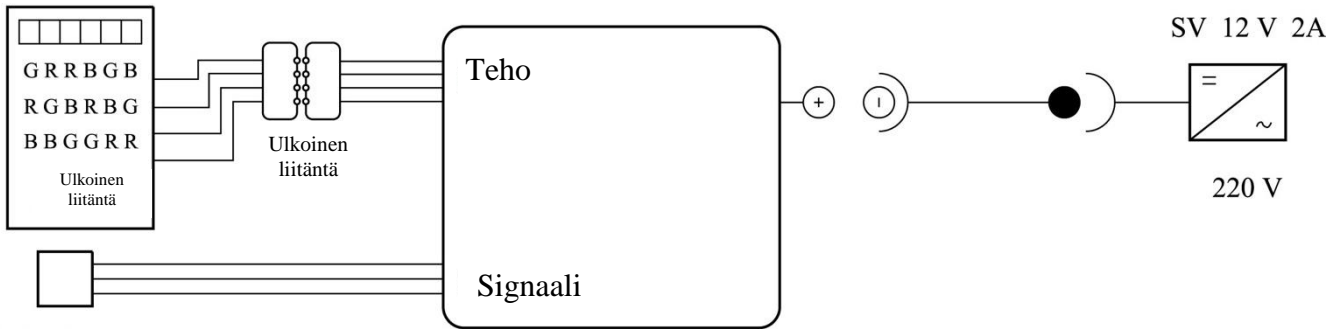 GRRBGB
RGBRBG
BBGGRR
Ulkoinen
liitäntä
Ulkoinen
liitäntä
Teho
Signaali
SV 12 V 2A
220 V